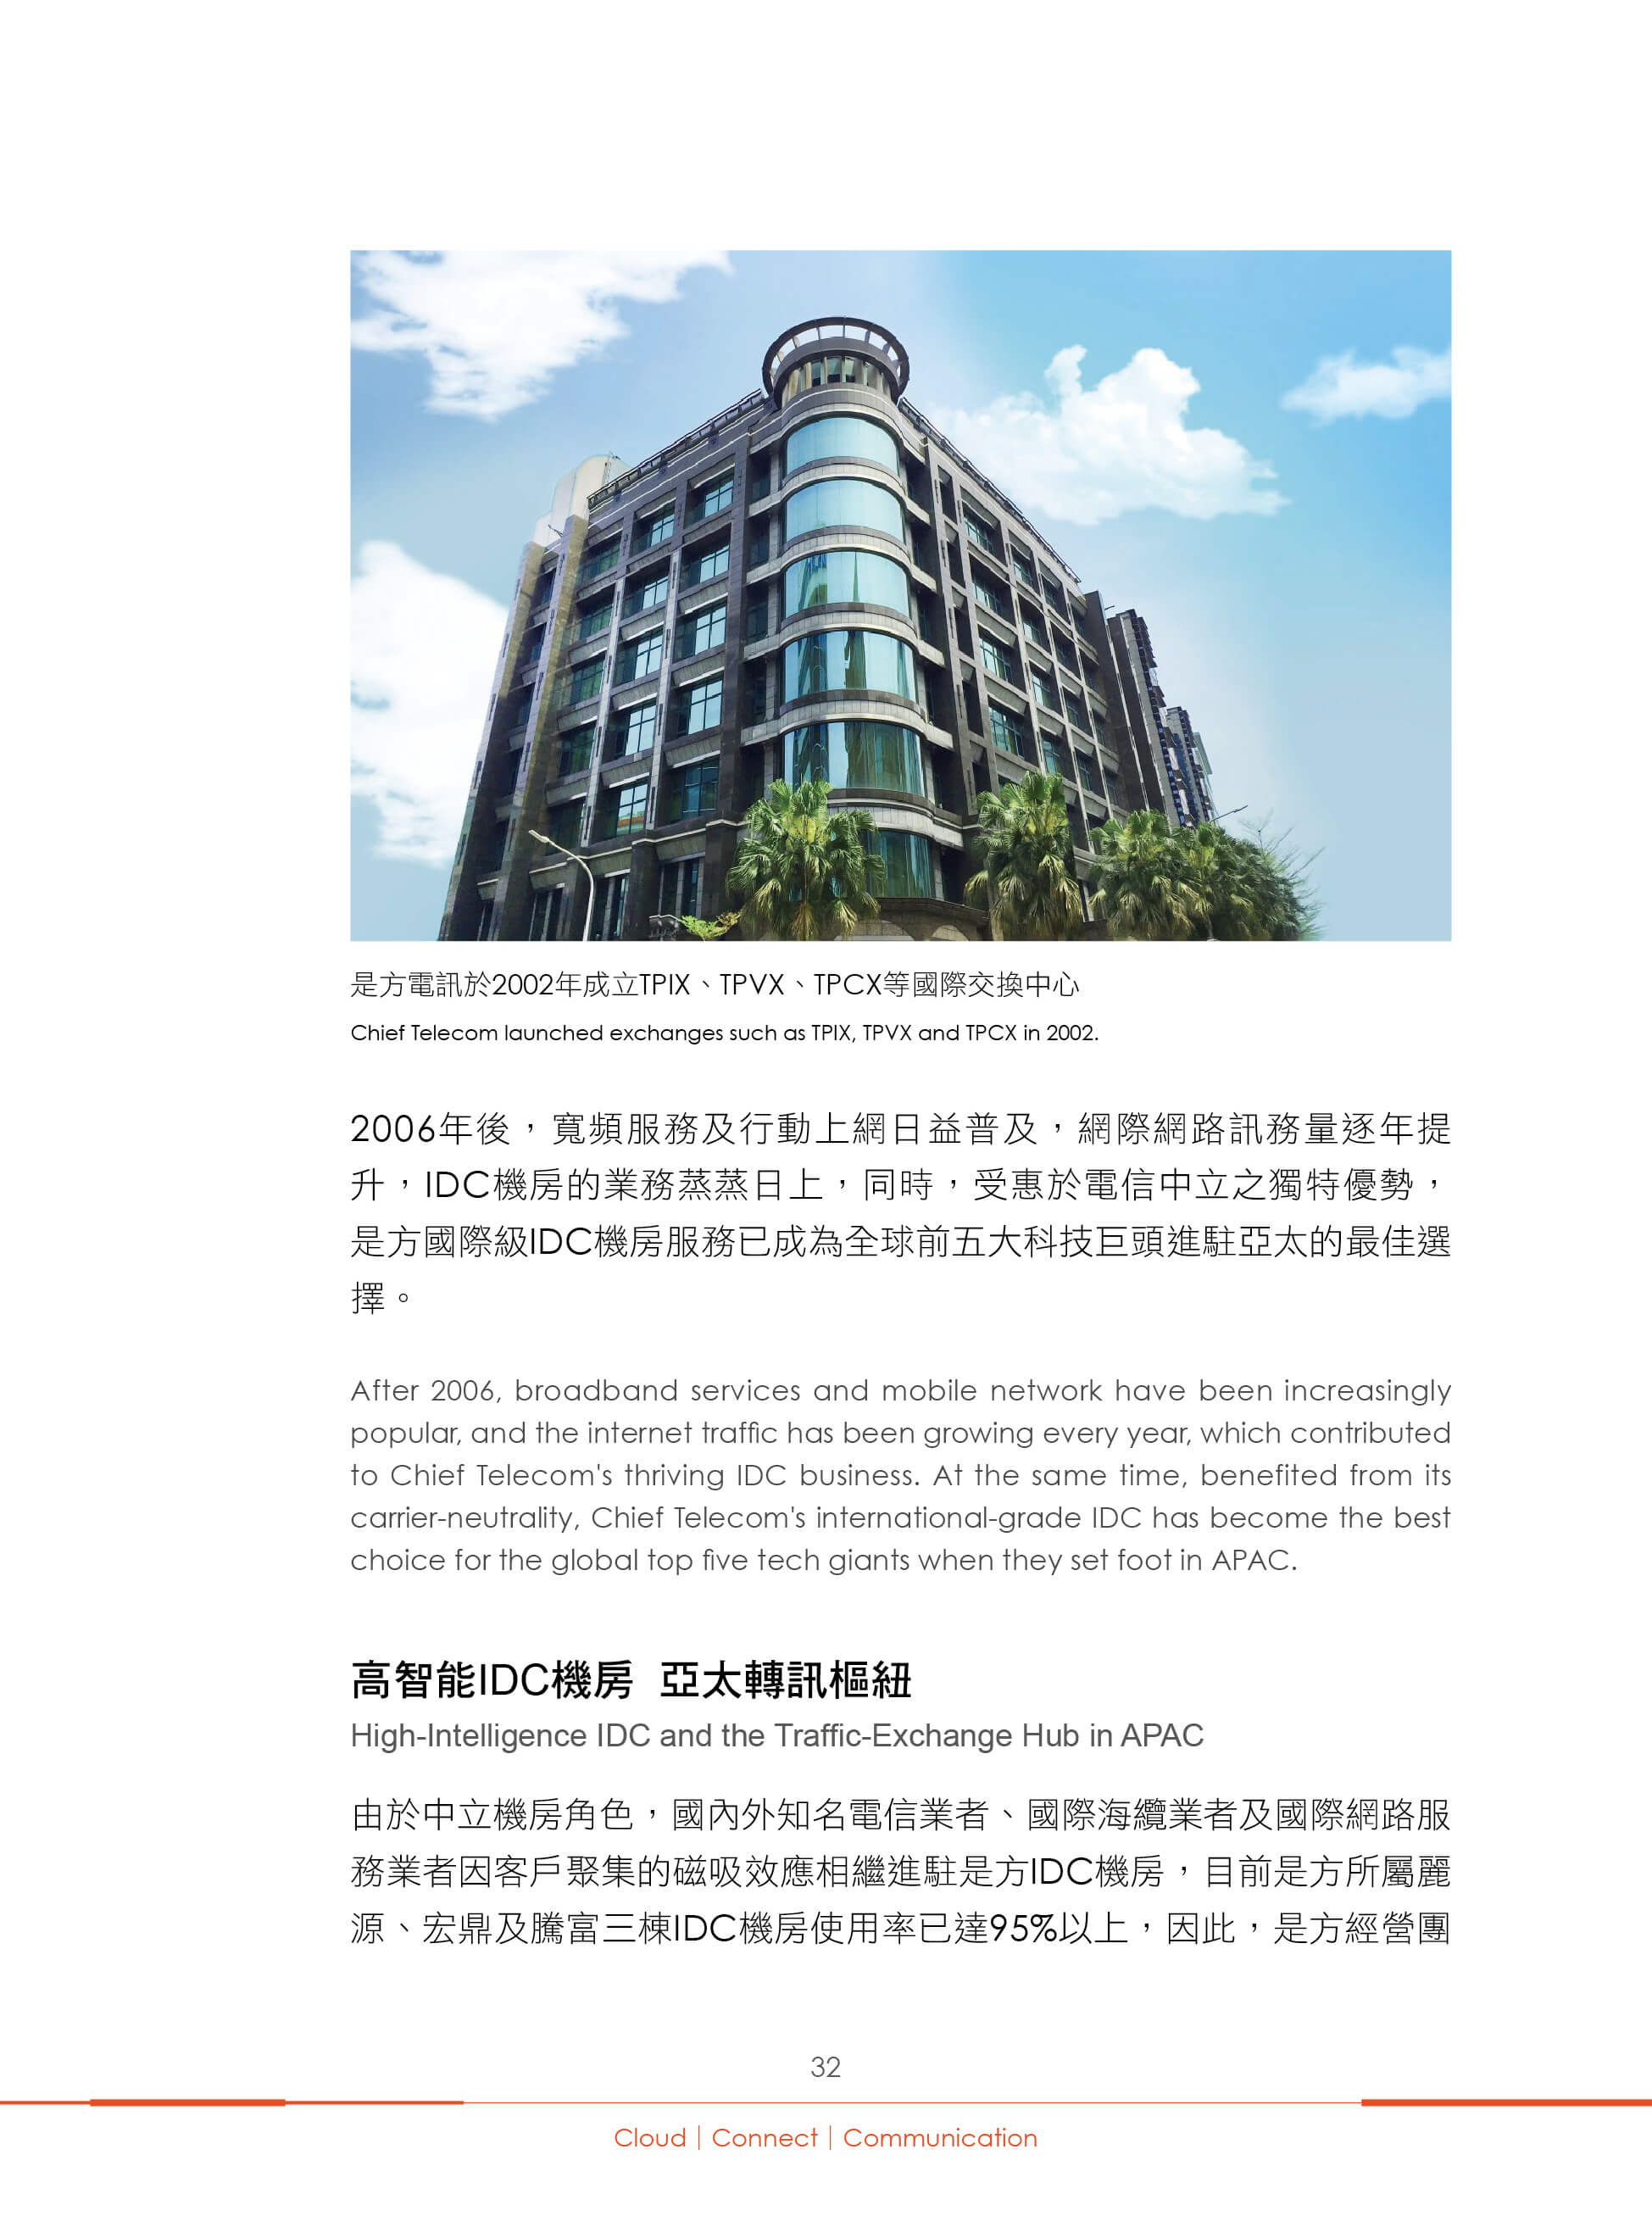 是方電訊於2002年成立TPIX、TPVX、TPCX等國際交換中心
Chief Telecom launched exchanges such as TPIX, TPVX and TPCX in 2002.
2006年後，寬頻服務及行動上網日益普及，網際網路訊務量逐年提
升，IDC機房的業務蒸蒸日上，同時，受惠於電信中立之獨特優勢，
是方國際級IDC機房服務已成為全球前五大科技巨頭進駐亞太的最佳選
擇。
After 2006, broadband services and mobile network have been increasingly
popular, and the internet traffic has been growing every year, which contributed
to Chief Telecom's thriving IDC business. At the same time, benefited from its
carrier-neutrality, Chief Telecom's international-grade IDC has become the best
choice for the global top five tech giants when they set foot in APAC.
高智能IDC機房 亞太轉訊樞紐
High-Intelligence IDC and the Traffic-Exchange Hub in APAC
由於中立機房角色，國內外知名電信業者、國際海纜業者及國際網路服
務業者因客戶聚集的磁吸效應相繼進駐是方IDC機房，目前是方所屬麗
源、宏鼎及騰富三棟IDC機房使用率已達95%以上，因此，是方經營團
32
Cloud｜Connect｜Communication